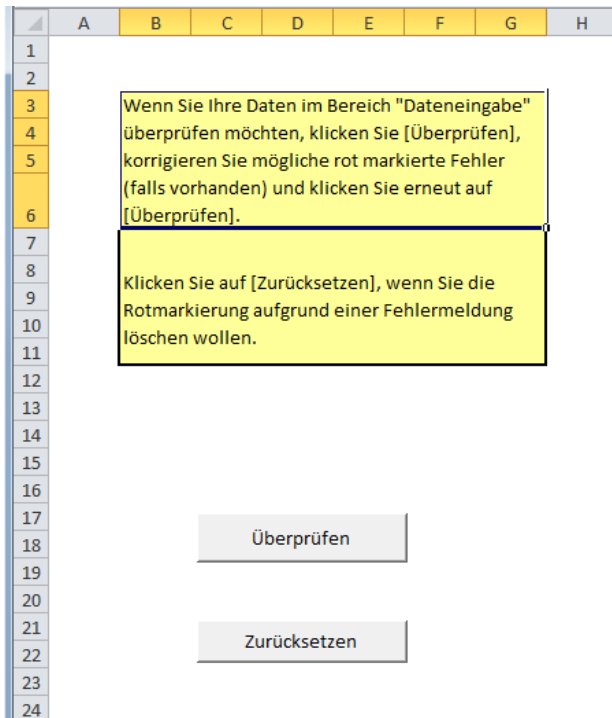 A B C D E F G H
1
2
3
4
5
6
7
8
9
10
11
12
13
14
15
16
17
18
19
20
21
22
23
24
Wenn Sie Ihre Daten im Bereich "Dateneingabe"
überprüfen möchten, klicken Sie [Überprüfen],
korrigieren Sie mögliche rot markierte Fehler
(falls vorhanden) und klicken Sie erneut auf
[Überprüfen].
Klicken Sie auf [Zurücksetzen], wenn Sie die
Rotmarkierung aufgrund einer Fehlermeldung
löschen wollen.
Überprüfen
Zurücksetzen